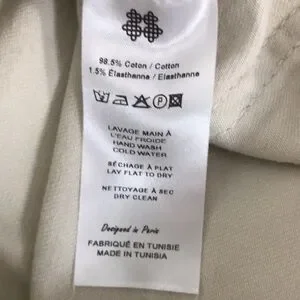 98.5% Coton / Cotton
1.5% Élasthanne / Elasthanne
LAVAGE MAIN À
L'EAU FROIDE
HAND WASH
COLD WATER
SÉCHAGE À PLAT
LAY FLAT TO DRY
NETTOYAGE À SEC
DRY CLEAN
Designed in Paris
FABRIQUÉ EN TUNISIE
MADE IN TUNISIA